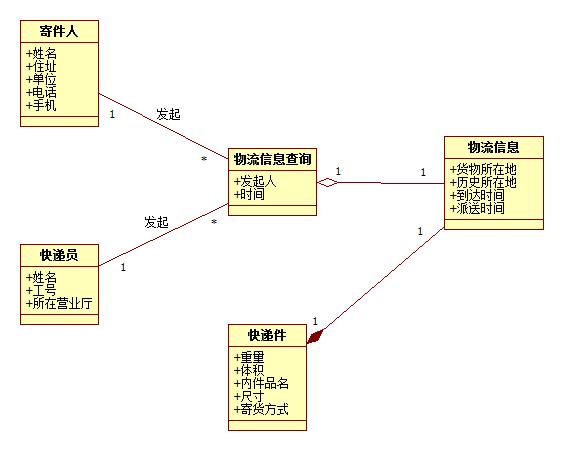 寄件人
+姓名
+住址
+单位
+电话
+手机
1
发起
*
物流信息查询
+发起人
+时间
1
1
物流信息
+货物所在地
+历史所在地
+到达时间
+派送时间
快递员
+姓名
+工号
+所在营业厅
1
发起
*
1
1
快递件
+重量
+体积
+内件品名
+尺寸
+寄货方式